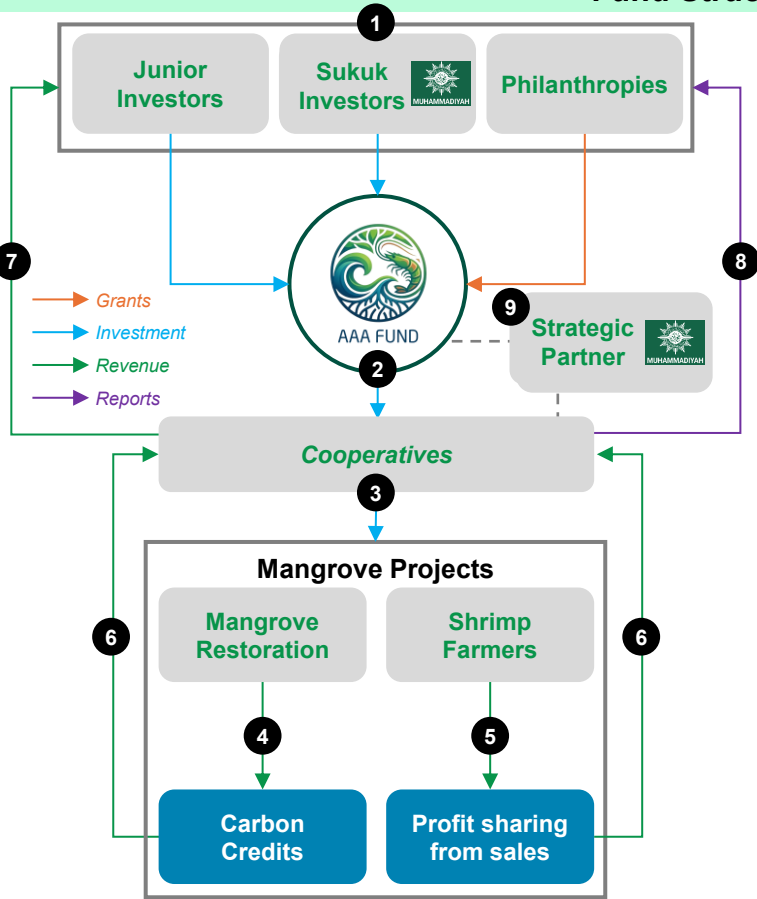 1
Junior
Investors
Sukuk
Investors
MUHAMMADIYAH
Philanthropies
7
8
Grants
Investment
Revenue
Reports
AAA FUND
9
Strategic
Partner
MUHAMMADIYAH
2
Cooperatives
3
Mangrove Projects
Mangrove
Restoration
Shrimp
Farmers
6
6
4
5
Carbon
Credits
Profit sharing
from sales